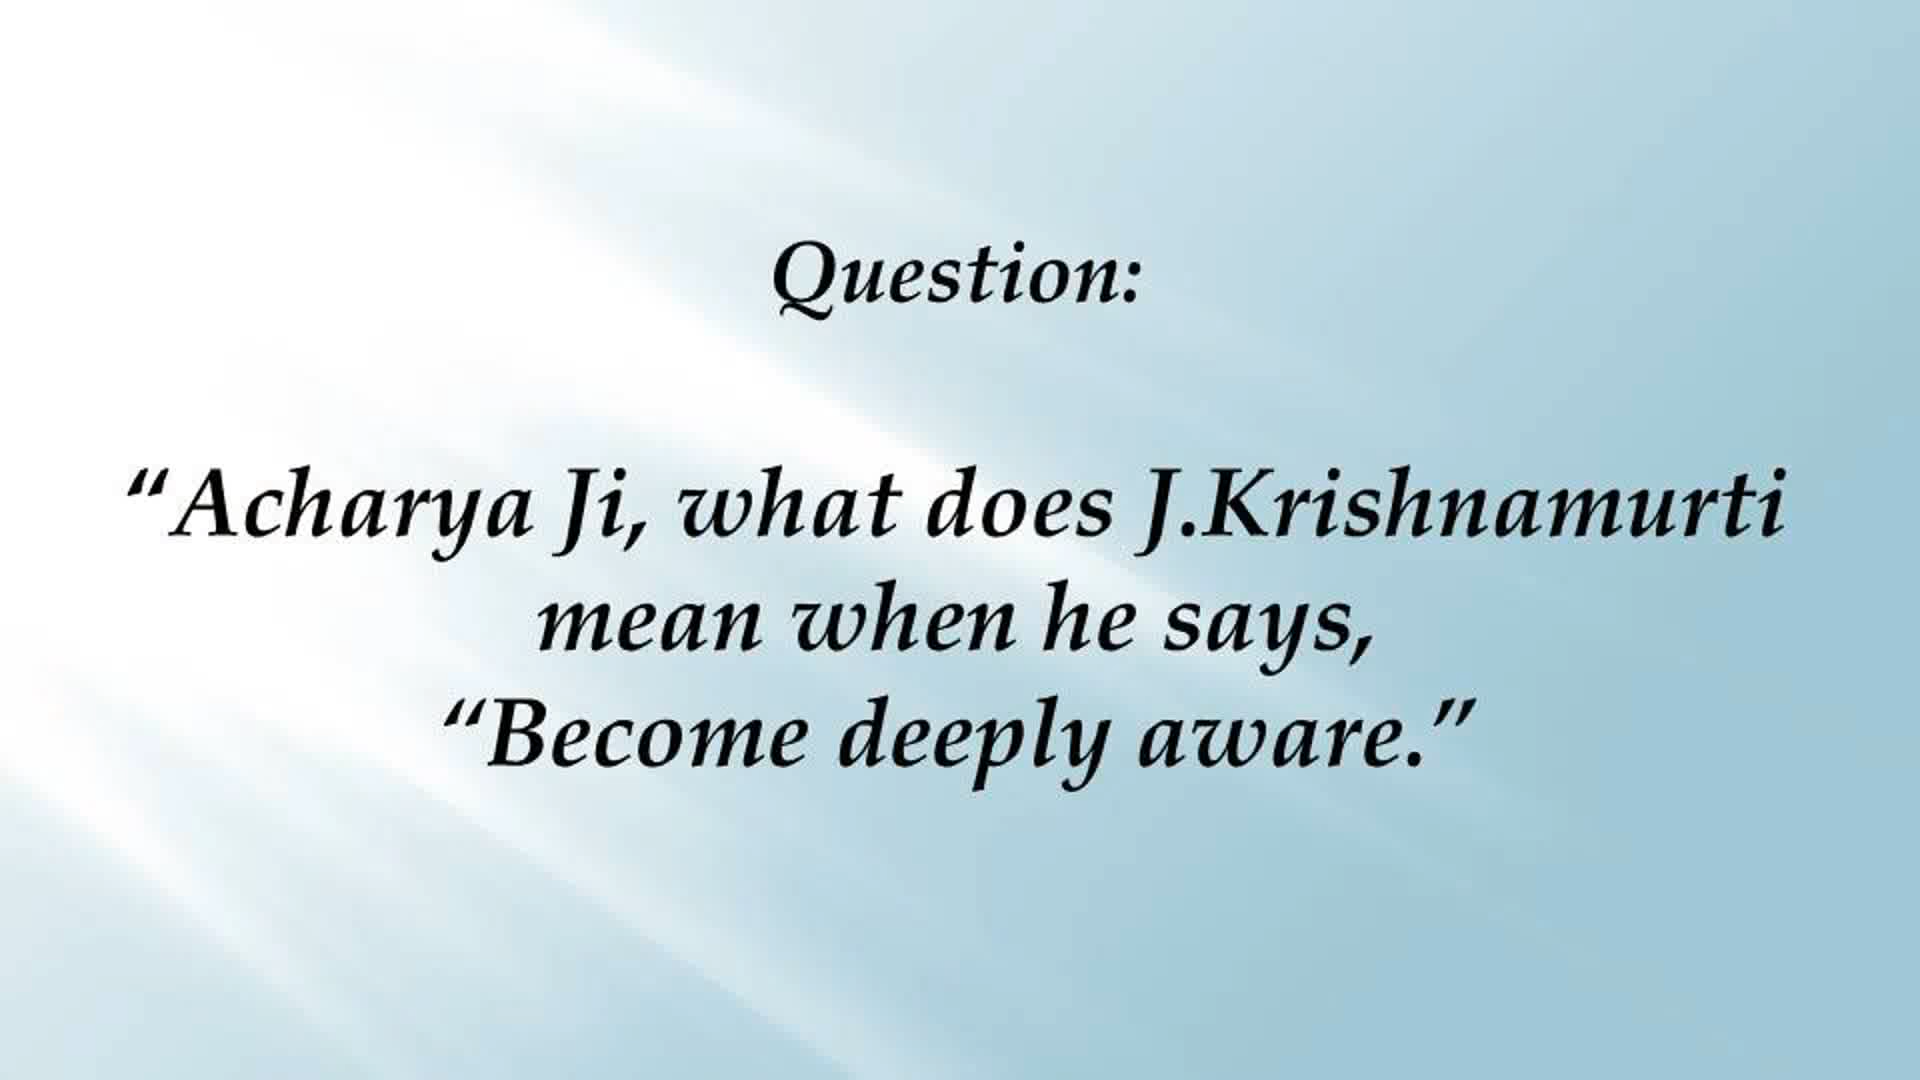 Question:
“Acharya Ji, what does J.Krishnamurti
mean when he says,
“Become deeply aware.”